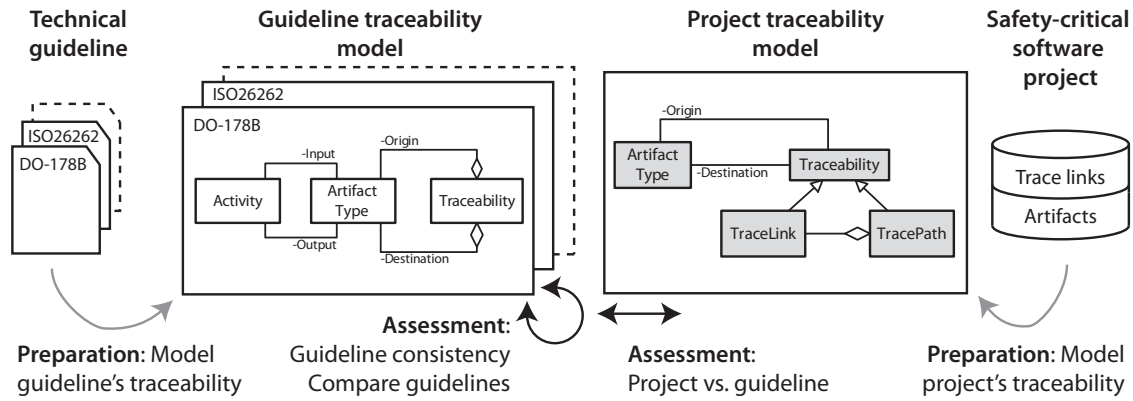 Technical
guideline
Guideline traceability
model
Project traceability
model
Safety-critical
software
project
ISO26262
DO-178B
ISO26262
DO-178B
-Origin
-Input
Activity
Artifact
Type
Traceability
-Output
-Destination
-Origin
Artifact
Type
Traceability
-Destination
TraceLink
TracePath
Trace links
Artifacts
Preparation: Model
guideline's traceability
Assessment:
Guideline consistency
Compare guidelines
Assessment:
Project vs. guideline
Preparation: Model
project's traceability